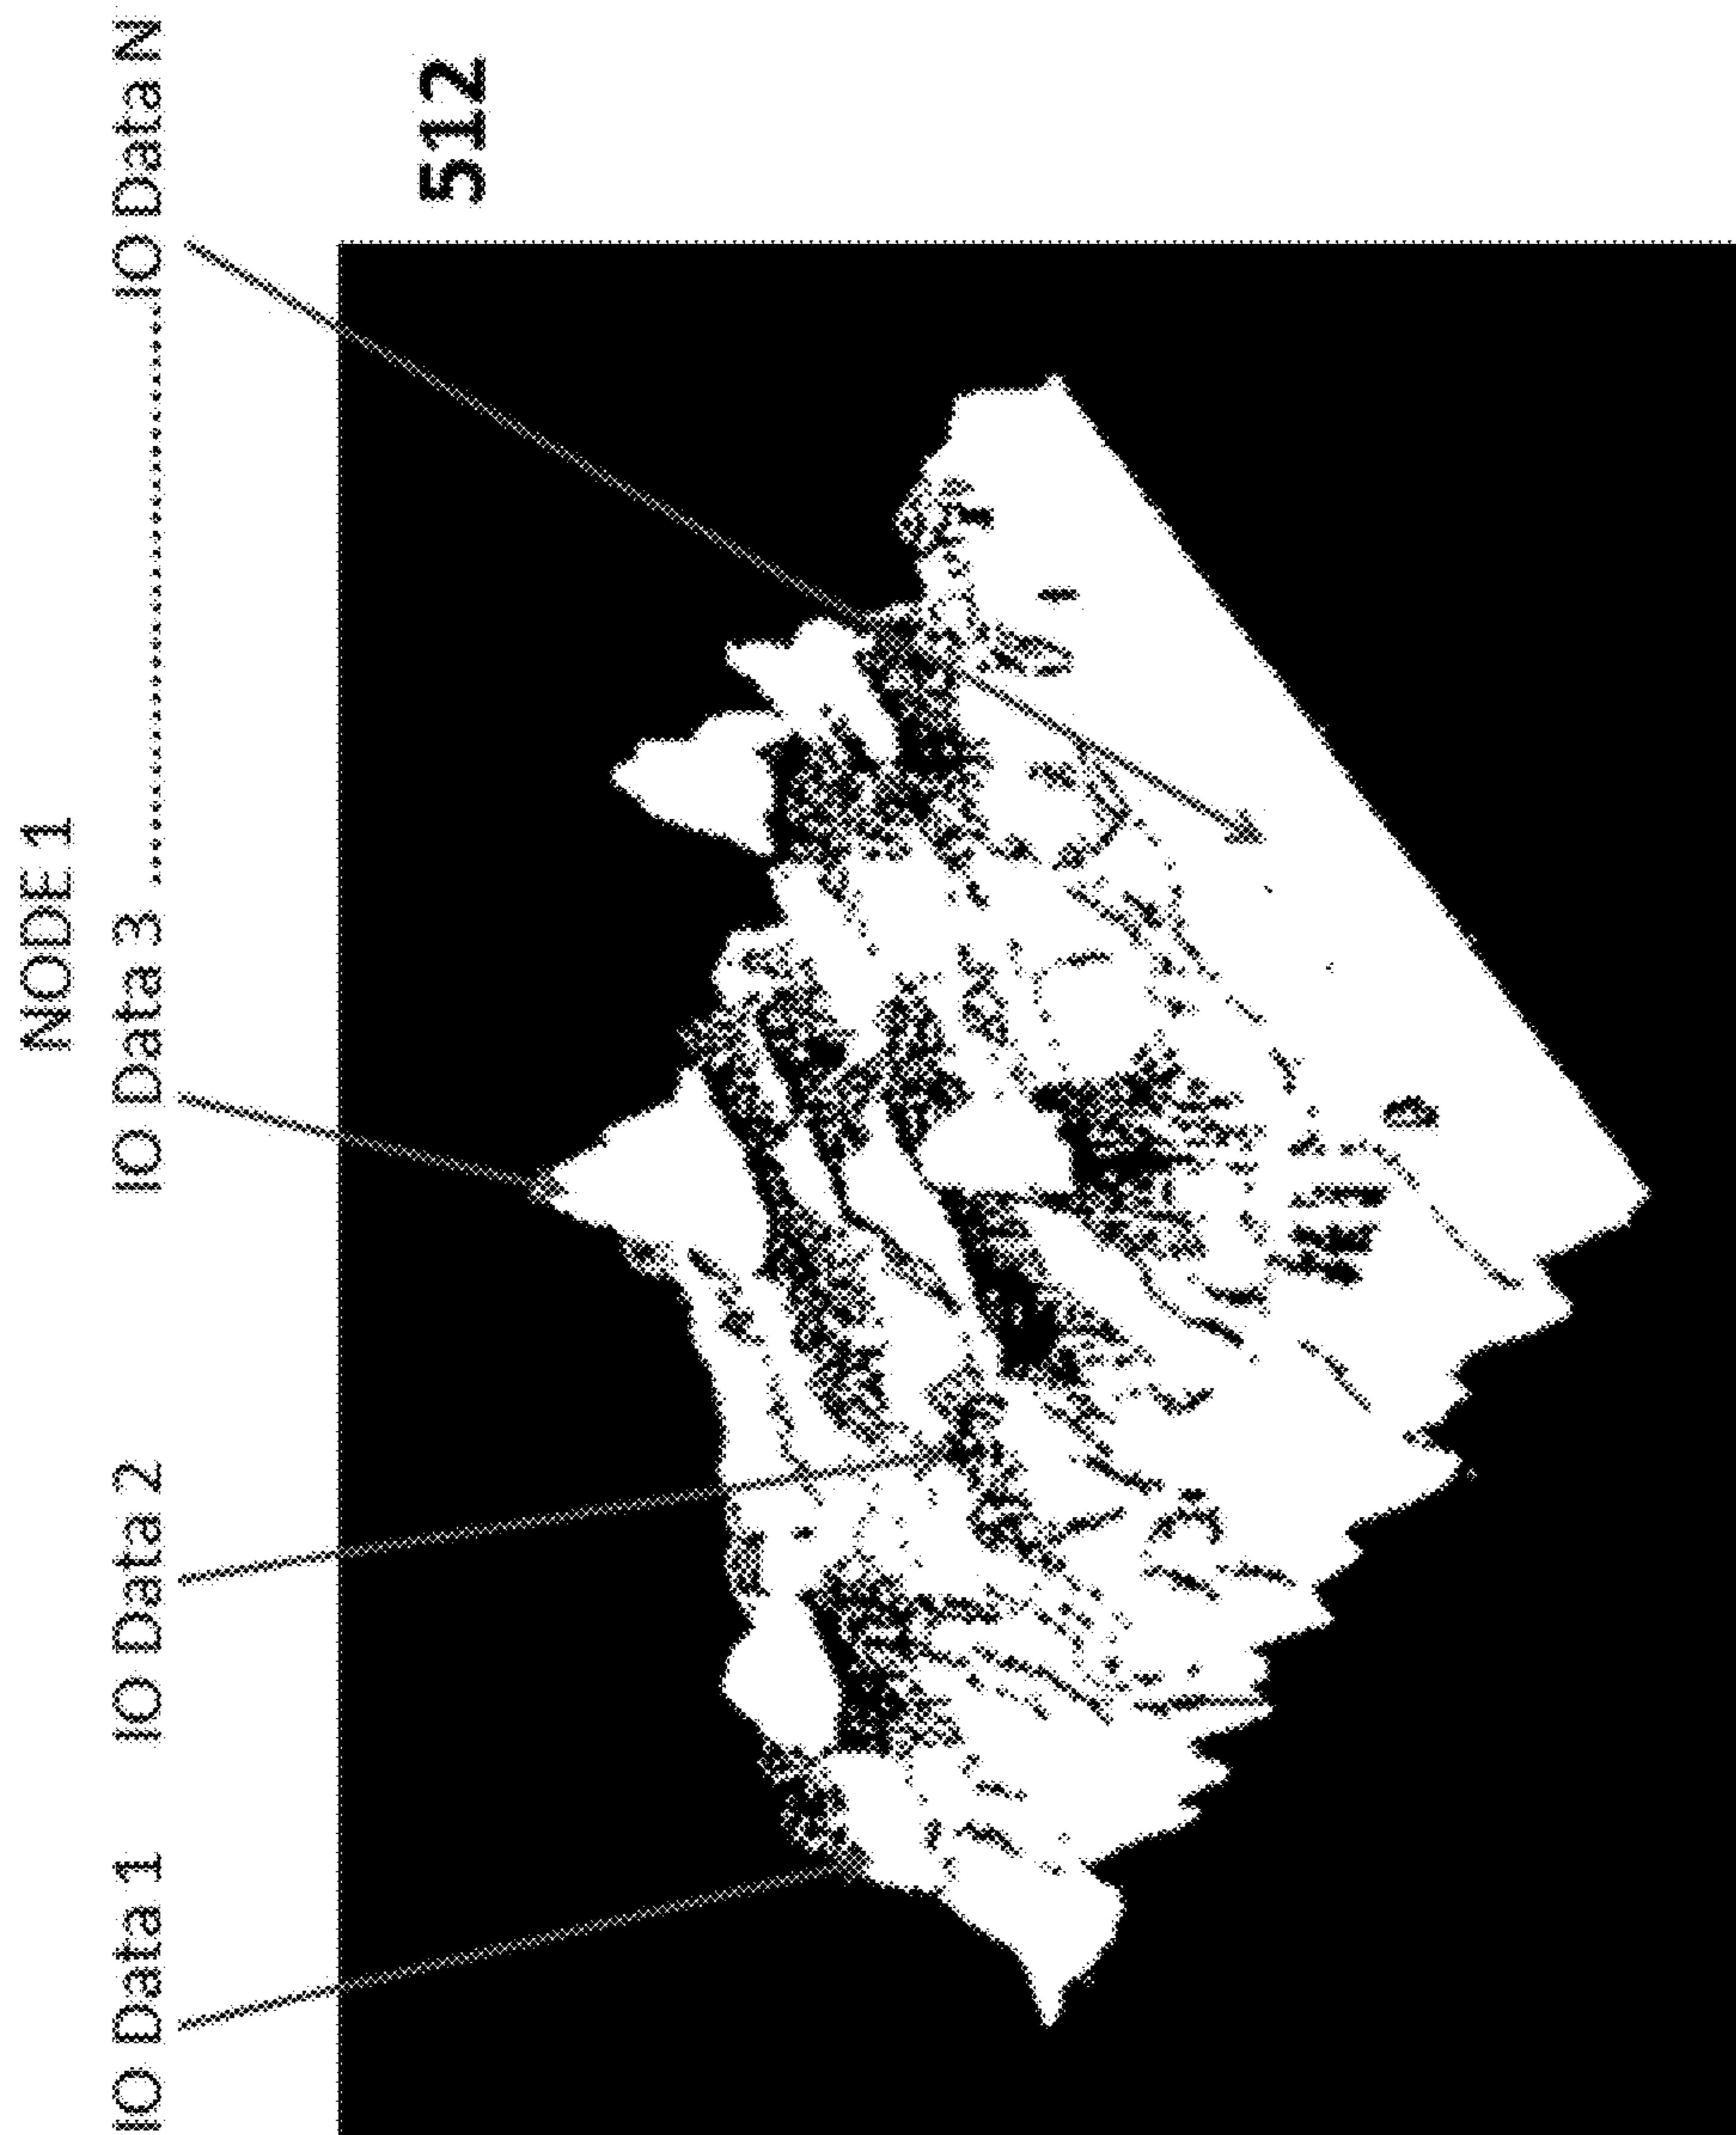 NODE 1
IO Data 1 IO Data 2 IO Data 3 ........................ IO Data N
512